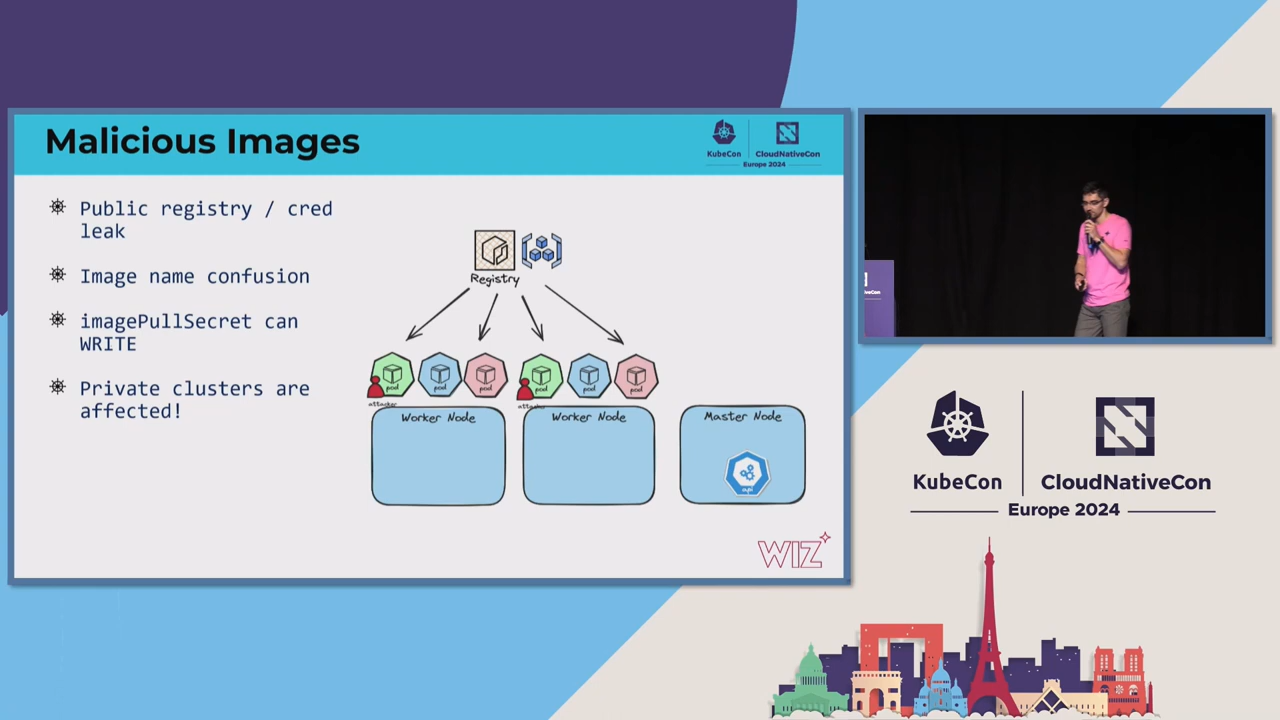 Malicious Images
KubeCon
CloudNativeCon
Europe 2024
Public registry / cred
leak
Image name confusion
imagePullSecret can
WRITE
Private clusters are
affected!
Registry
pod
pod
pod
pod
pod
pod
attacker
Worker Node
Worker Node
Master Node
api
WIZ
KubeCon
CloudNativeCon
Europe 2024